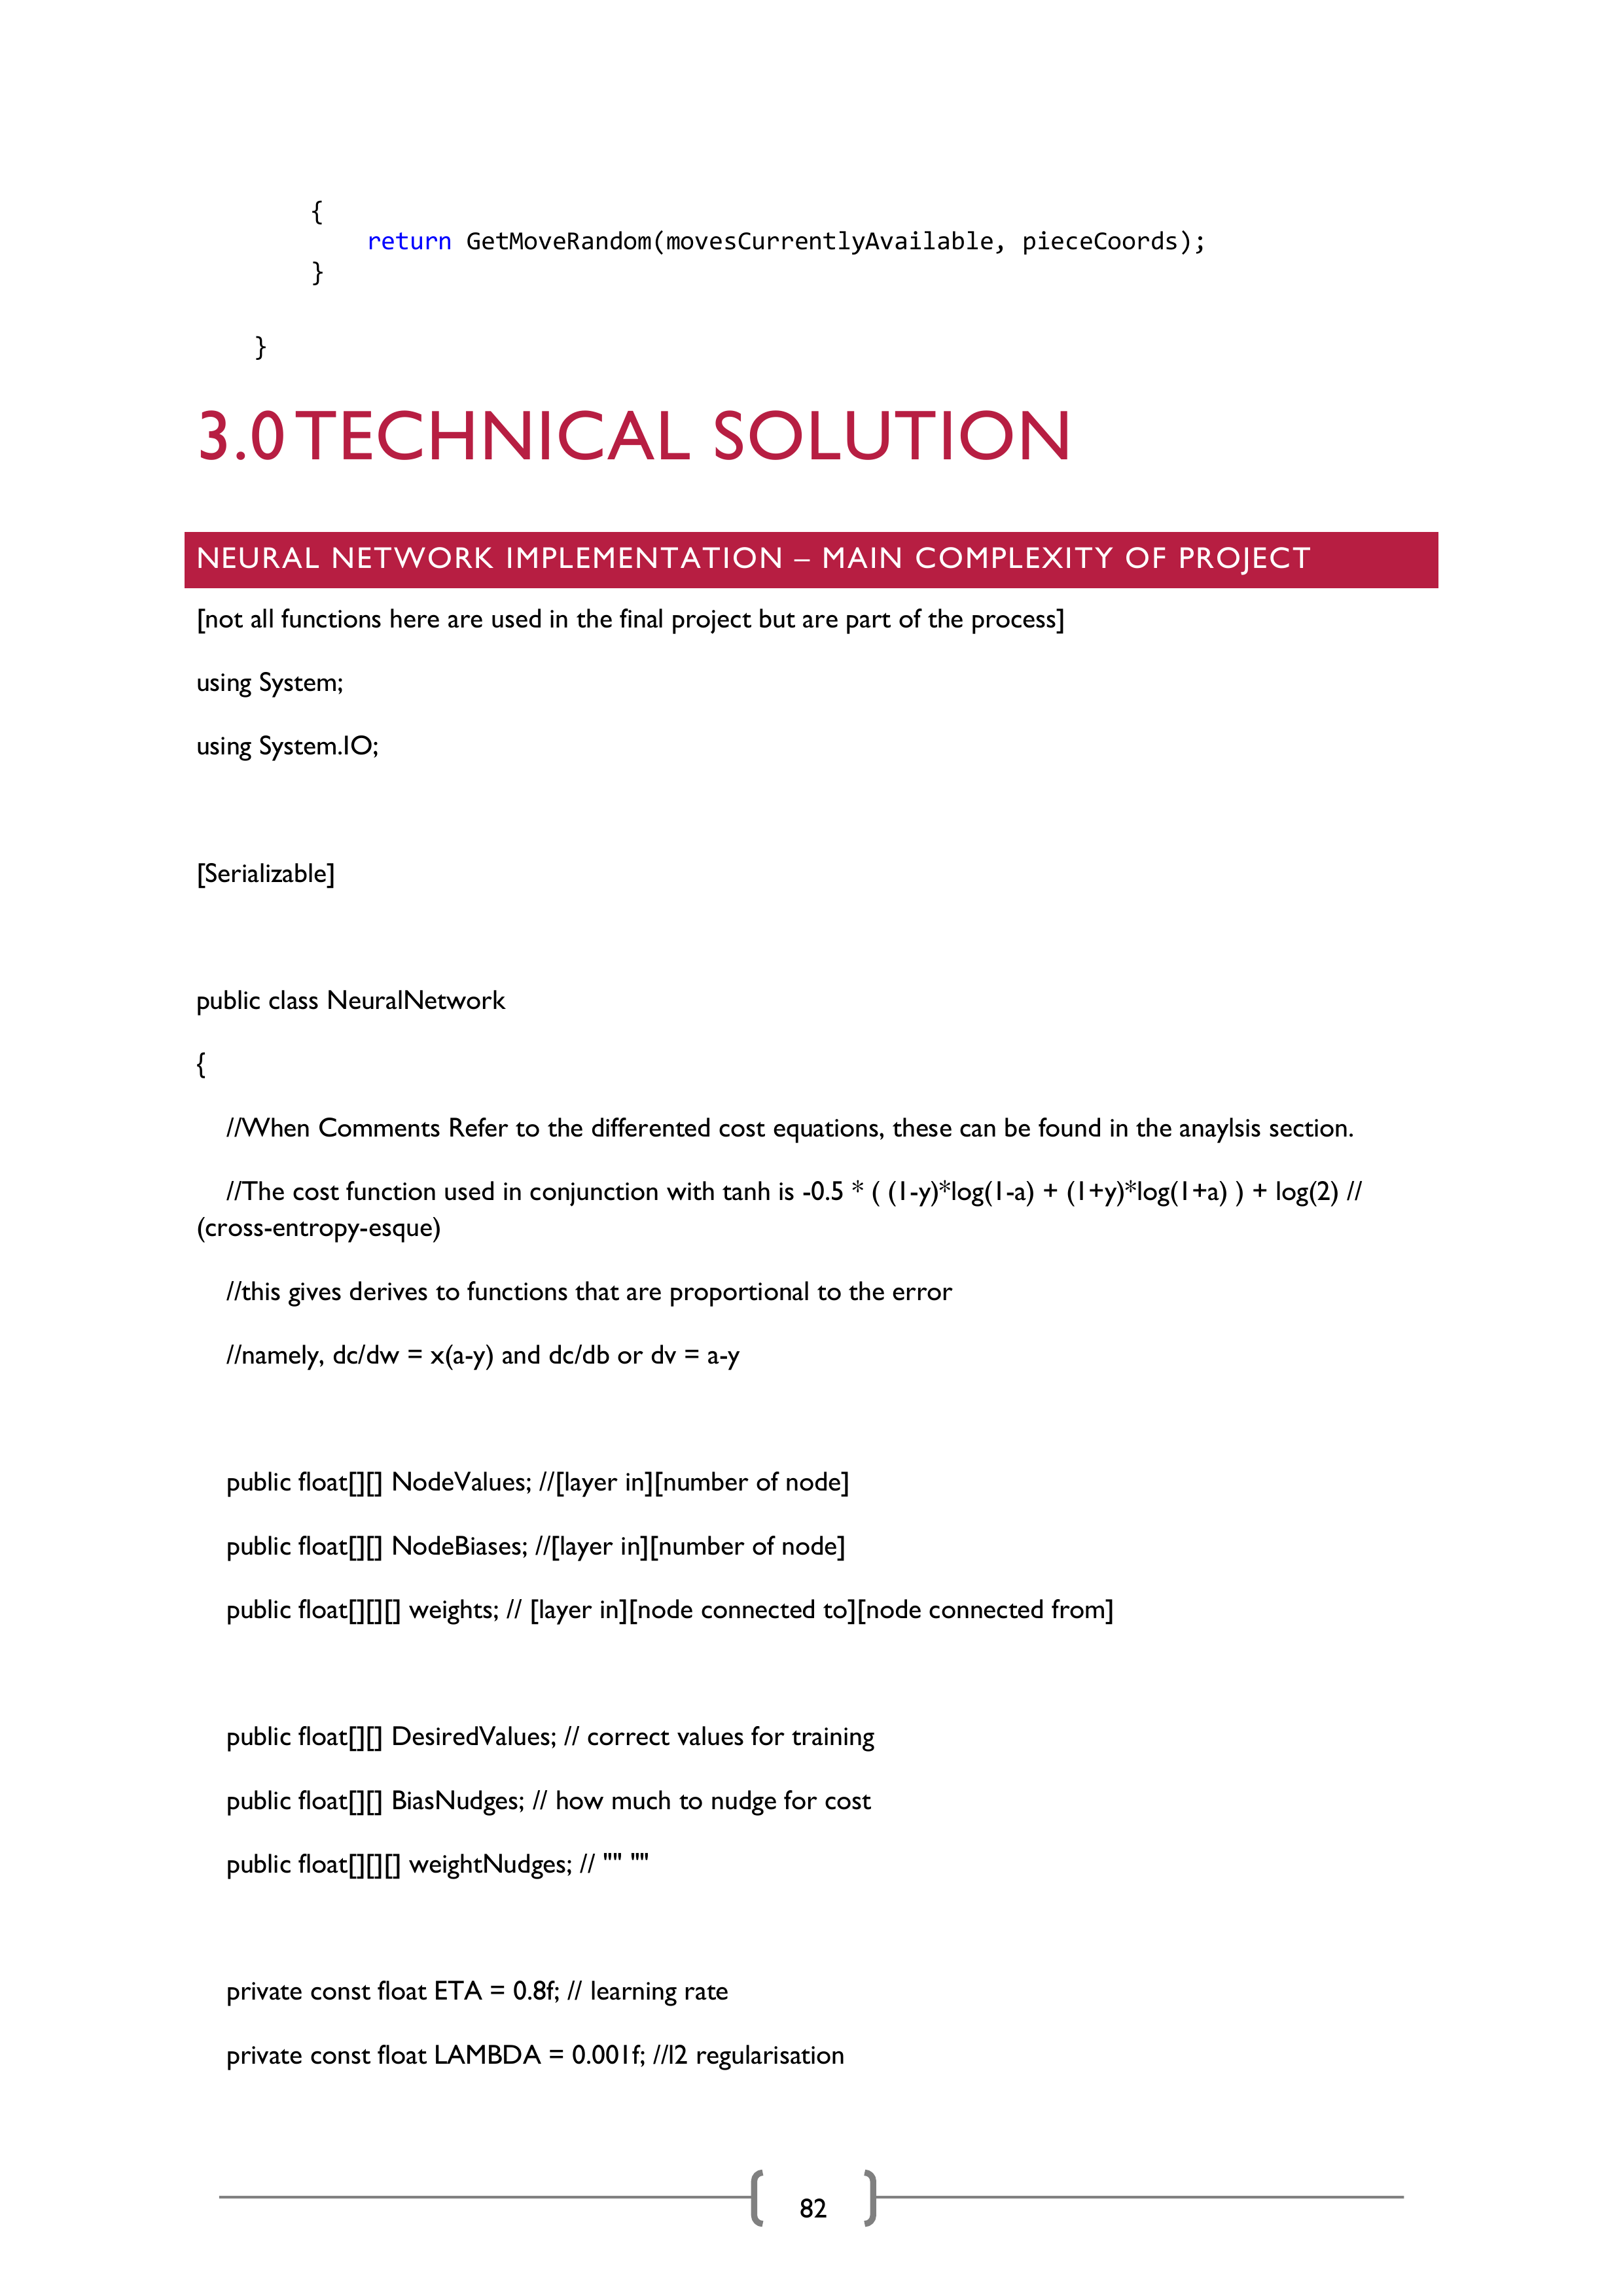 {
return GetMoveRandom(movesCurrentlyAvailable, pieceCoords);
}
}
3.0 TECHNICAL SOLUTION
NEURAL NETWORK IMPLEMENTATION – MAIN COMPLEXITY OF PROJECT
[not all functions here are used in the final project but are part of the process]
using System;
using System.IO;
[Serializable]
public class NeuralNetwork
{
//When Comments Refer to the differented cost equations, these can be found in the anaylsis section.
//The cost function used in conjunction with tanh is -0.5 * ( (1-y)*log(1-a) + (1+y)*log(1+a) ) + log(2) //
(cross-entropy-esque)
//this gives derives to functions that are proportional to the error
//namely, dc/dw = x(a-y) and dc/db or dv = a-y
public float[][] NodeValues; //[layer in][number of node]
public float[][] NodeBiases; //[layer in][number of node]
public float[][][] weights; // [layer in][node connected to][node connected from]
public float[][] DesiredValues; // correct values for training
public float[][] BiasNudges; // how much to nudge for cost
public float[][][] weightNudges; // "" ""
private const float ETA = 0.8f; // learning rate
private const float LAMBDA = 0.001f; //l2 regularisation
82